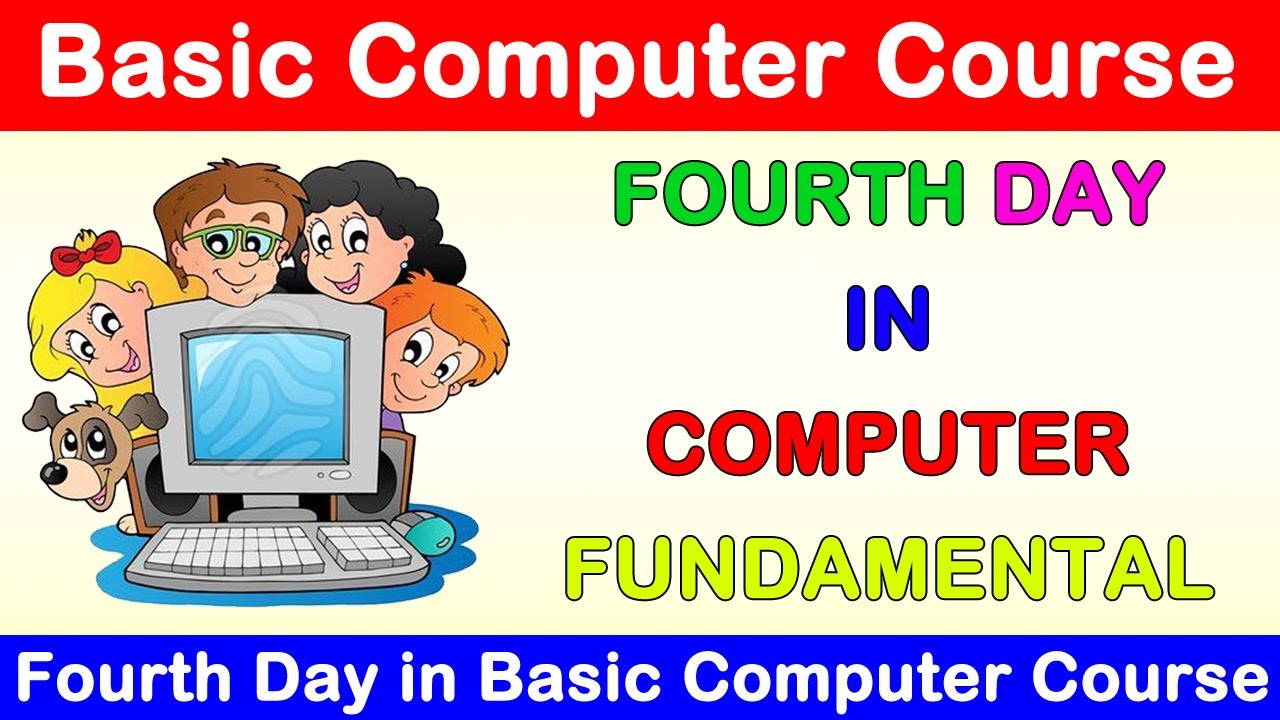 Basic Computer Course
FOURTH DAY
IN
COMPUTER
FUNDAMENTAL
Fourth Day in Basic Computer Course